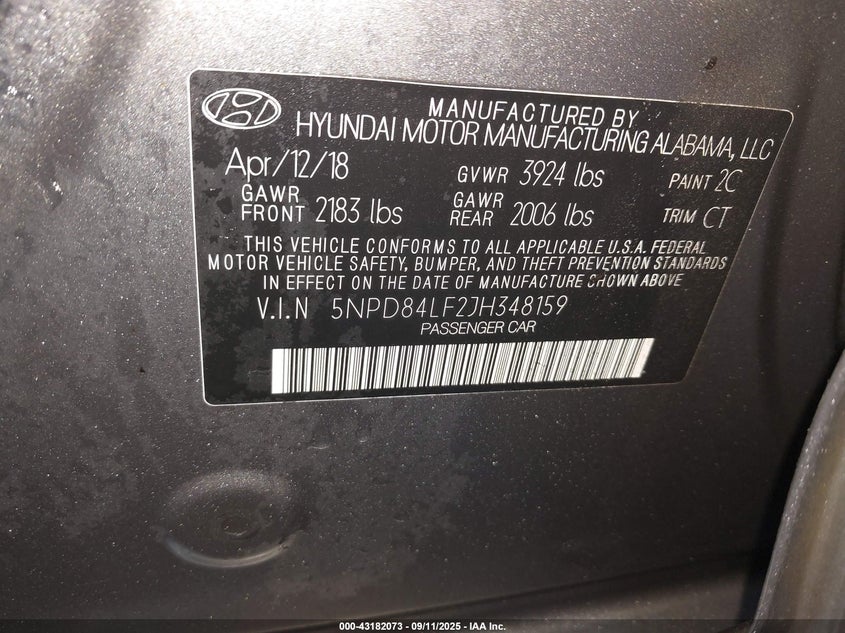 MANUFACTURED BY
HYUNDAI MOTOR MANUFACTURING ALABAMA, LLC
Apr/12/18 GVWR 3924 lbs PAINT 2C
GAWR FRONT 2183 lbs GAWR REAR 2006 lbs TRIM CT
THIS VEHICLE CONFORMS TO ALL APPLICABLE U.S.A. FEDERAL
MOTOR VEHICLE SAFETY, BUMPER, AND THEFT PREVENTION STANDARDS
IN EFFECT ON THE DATE OF MANUFACTURE SHOWN ABOVE
V.I.N 5NPD84LF2JH348159
PASSENGER CAR
000-43182073 - 09/11/2025 - IAA Inc.